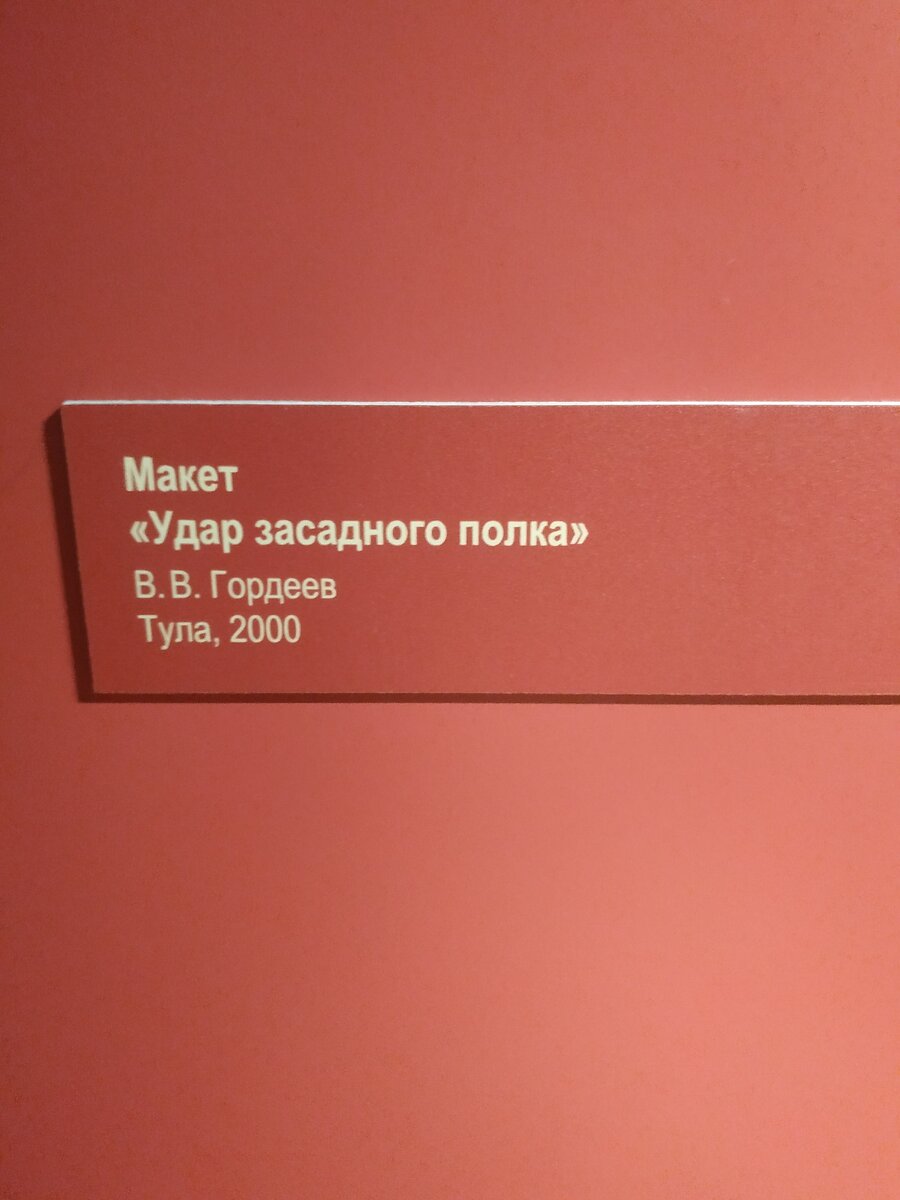 Макет
«Удар засадного полка»
В. В. Гордеев
Тула, 2000